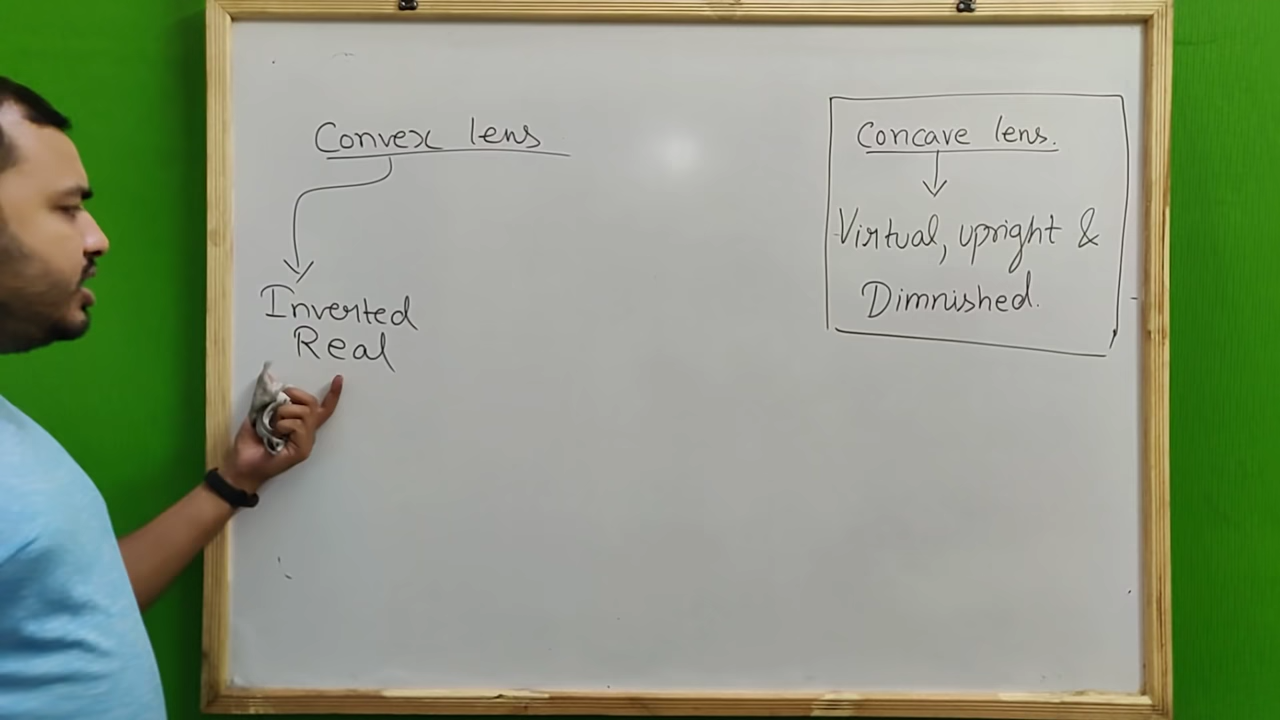 Convex lens
Inverted
Real
Concave lens.
Virtual, upright &
Dimnished.